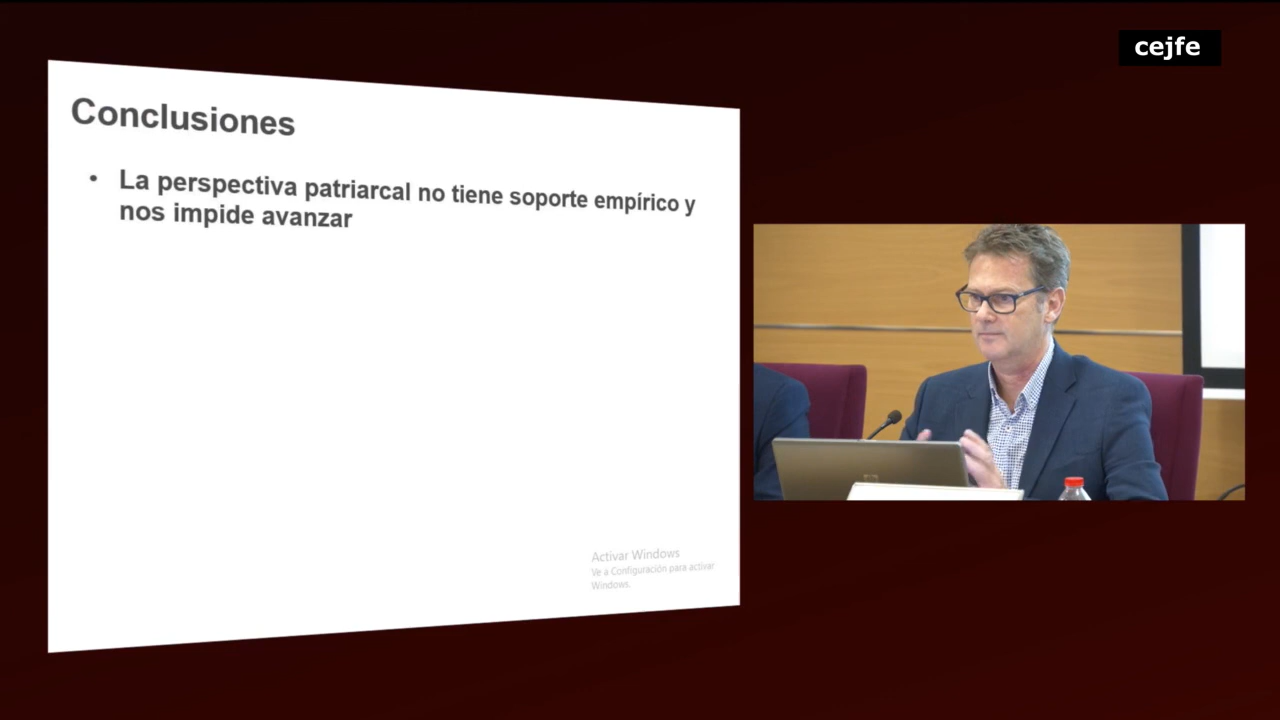 cejfe
Conclusiones
• La perspectiva patriarcal no tiene soporte empírico y
nos impide avanzar
Activar Windows
Ve a Configuración para activar
Windows.